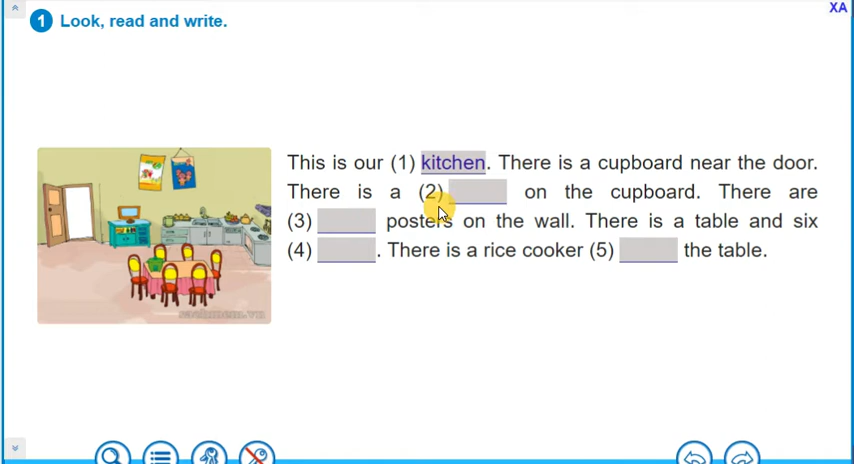 XA
1 Look, read and write.
This is our (1) kitchen. There is a cupboard near the door.
There is a (2) on the cupboard. There are
(3) posters on the wall. There is a table and six
(4) . There is a rice cooker (5) the table.
sachmem.vn